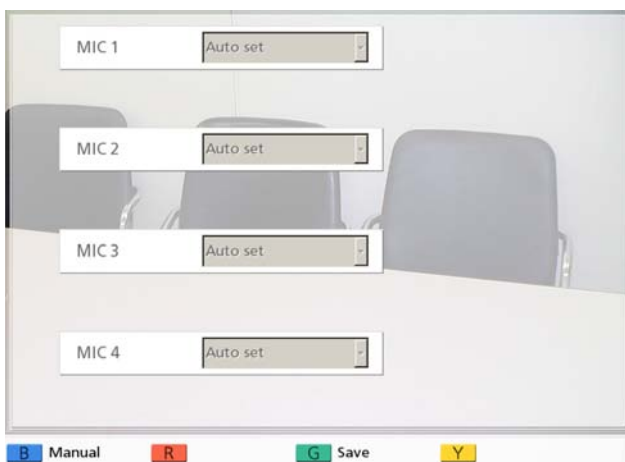 MIC 1 Auto set
MIC 2 Auto set
MIC 3 Auto set
MIC 4 Auto set
B Manual R G Save Y